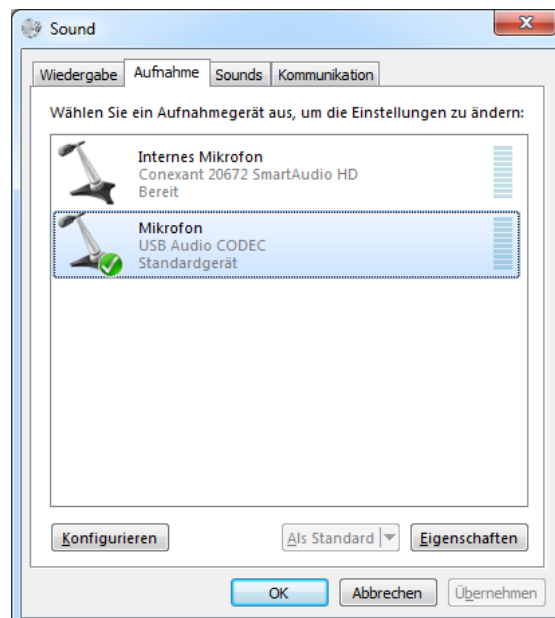 Sound
Wiedergabe Aufnahme Sounds Kommunikation
Wählen Sie ein Aufnahmegerät aus, um die Einstellungen zu ändern:
Internes Mikrofon
Conexant 20672 SmartAudio HD
Bereit
Mikrofon
USB Audio CODEC
Standardgerät
Konfigurieren Als Standard Eigenschaften
OK Abbrechen Übernehmen